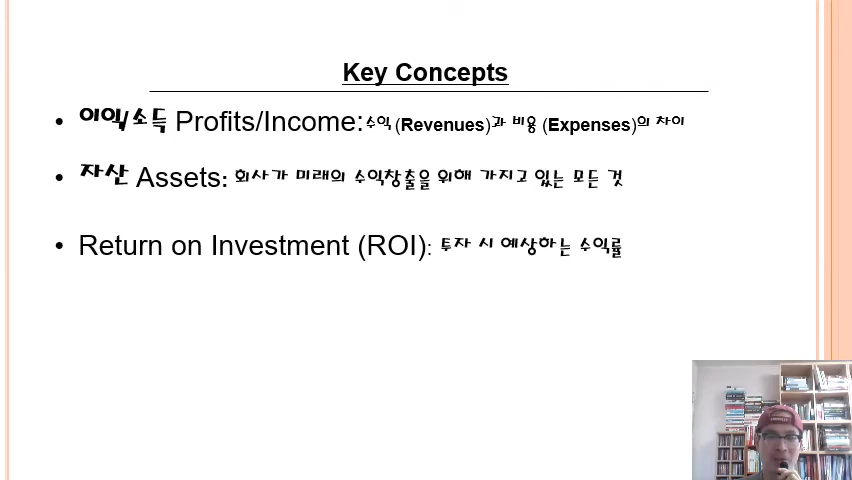 Key Concepts
• 이익/소득 Profits/Income:수익 (Revenues)과 비용 (Expenses)의 차이
• 자산 Assets: 회사가 미래의 수익창출을 위해 가지고 있는 모든 것
• Return on Investment (ROI): 투자 시 예상하는 수익률